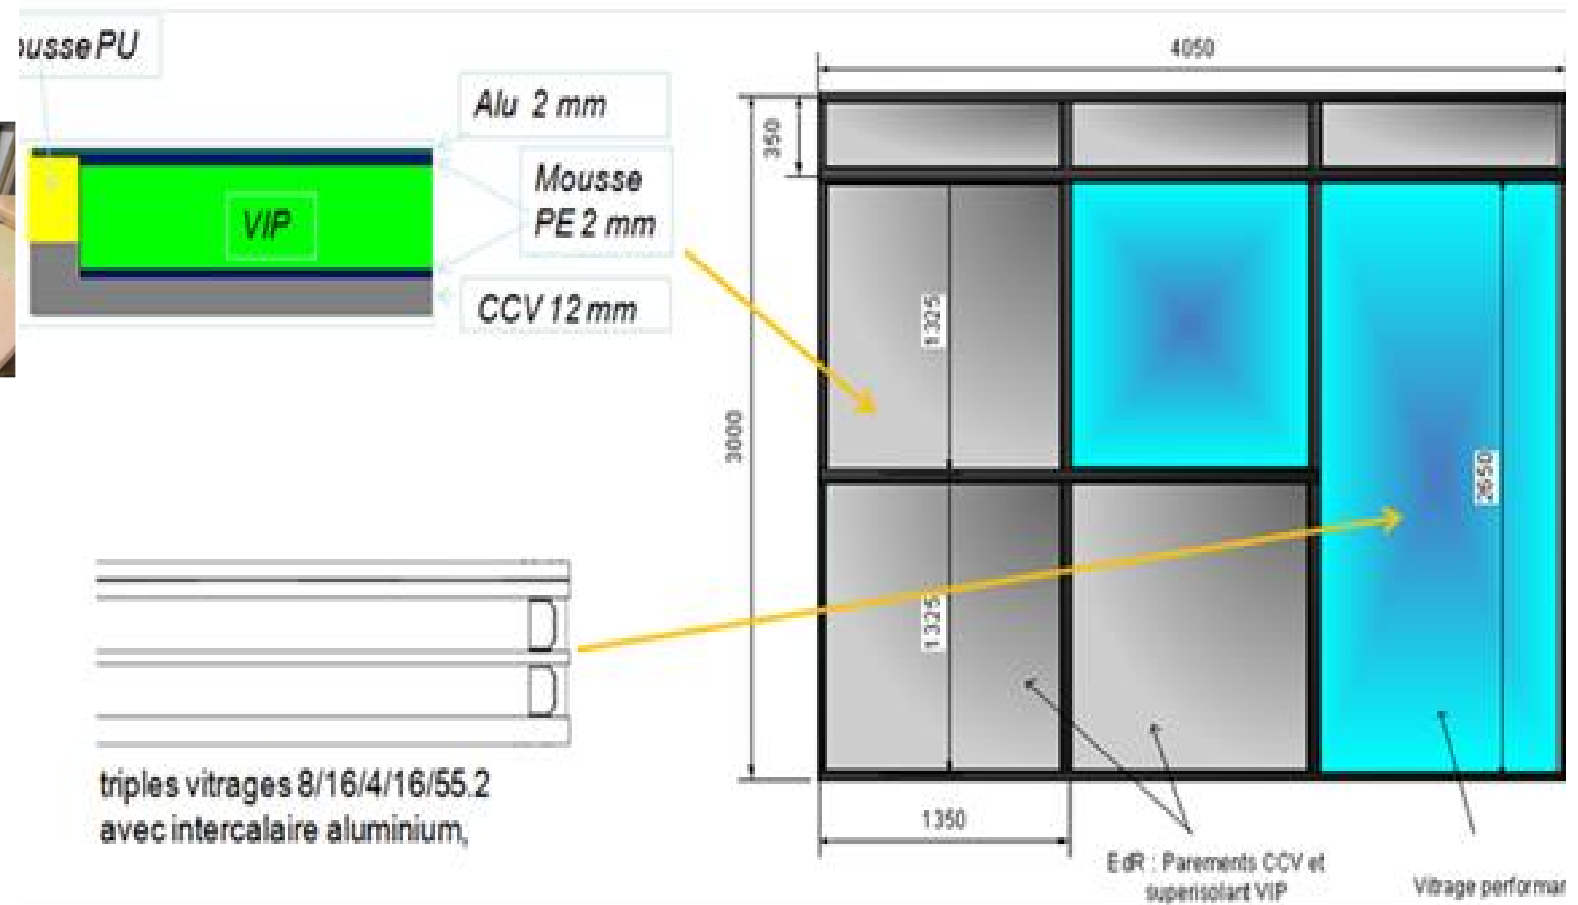 ousse PU
Alu 2 mm
Mousse
PE 2 mm
VIP
CCV 12 mm
triples vitrages 8/16/4/16/55.2
avec intercalaire aluminium,
4050
350
3000
1325
1325
2650
1350
EdR : Parements CCV et
superisolant VIP
Vitrage performan